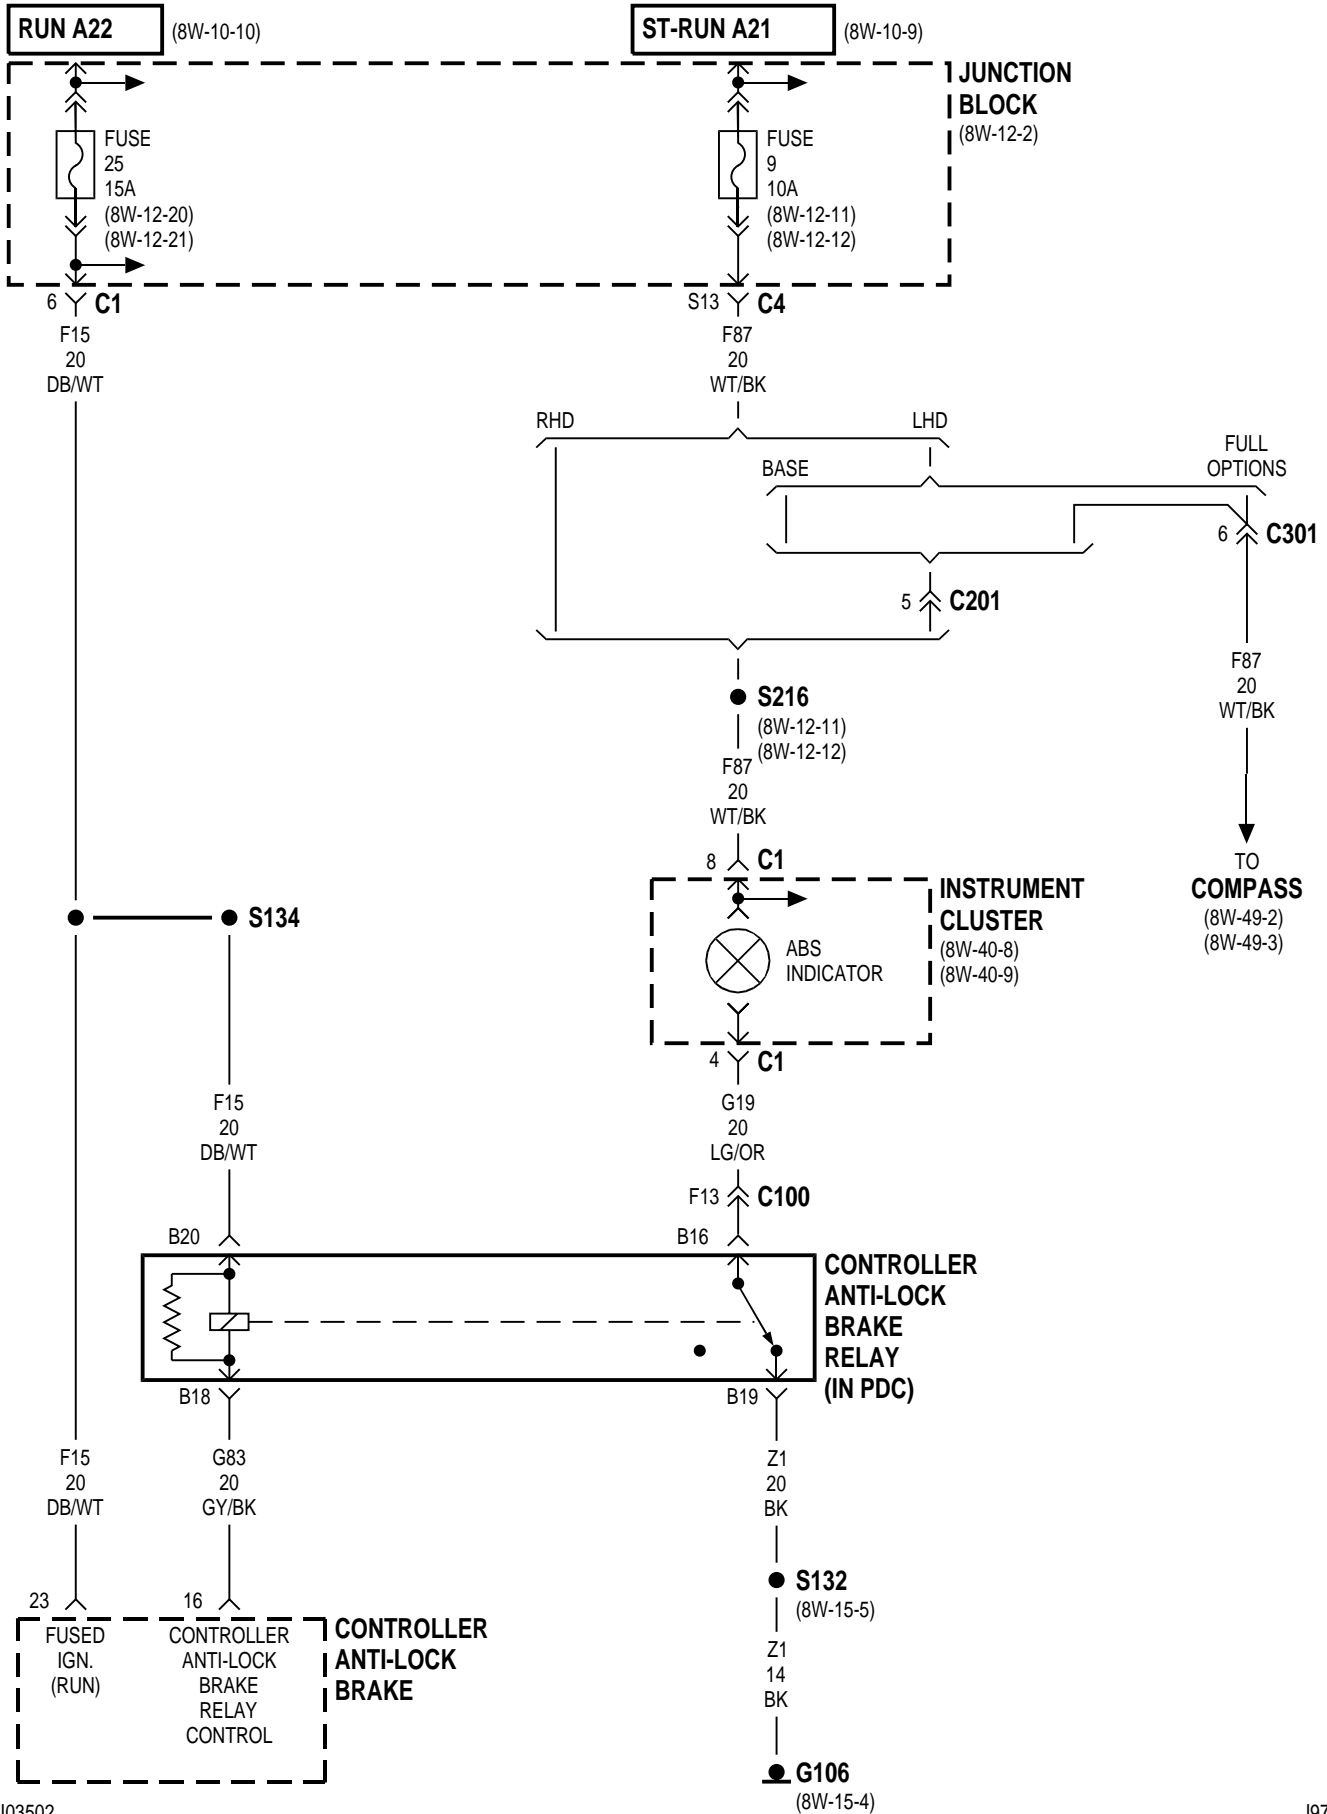 RUN A22
(8W-10-10)
ST-RUN A21
(8W-10-9)
JUNCTION
BLOCK
(8W-12-2)
FUSE
25
15A
(8W-12-20)
(8W-12-21)
FUSE
9
10A
(8W-12-11)
(8W-12-12)
6
C1
F15
20
DB/WT
S13
C4
F87
20
WT/BK
RHD
LHD
BASE
FULL
OPTIONS
6
C301
5
C201
F87
20
WT/BK
S216
(8W-12-11)
(8W-12-12)
F87
20
WT/BK
8
C1
TO
COMPASS
(8W-49-2)
(8W-49-3)
INSTRUMENT
CLUSTER
(8W-40-8)
(8W-40-9)
ABS
INDICATOR
S134
4
C1
G19
20
LG/OR
F15
20
DB/WT
F13
C100
B20
B16
CONTROLLER
ANTI-LOCK
BRAKE
RELAY
(IN PDC)
B18
B19
F15
20
DB/WT
G83
20
GY/BK
Z1
20
BK
S132
(8W-15-5)
23
16
FUSED
IGN.
(RUN)
CONTROLLER
ANTI-LOCK
BRAKE
RELAY
CONTROL
CONTROLLER
ANTI-LOCK
BRAKE
Z1
14
BK
G106
(8W-15-4)